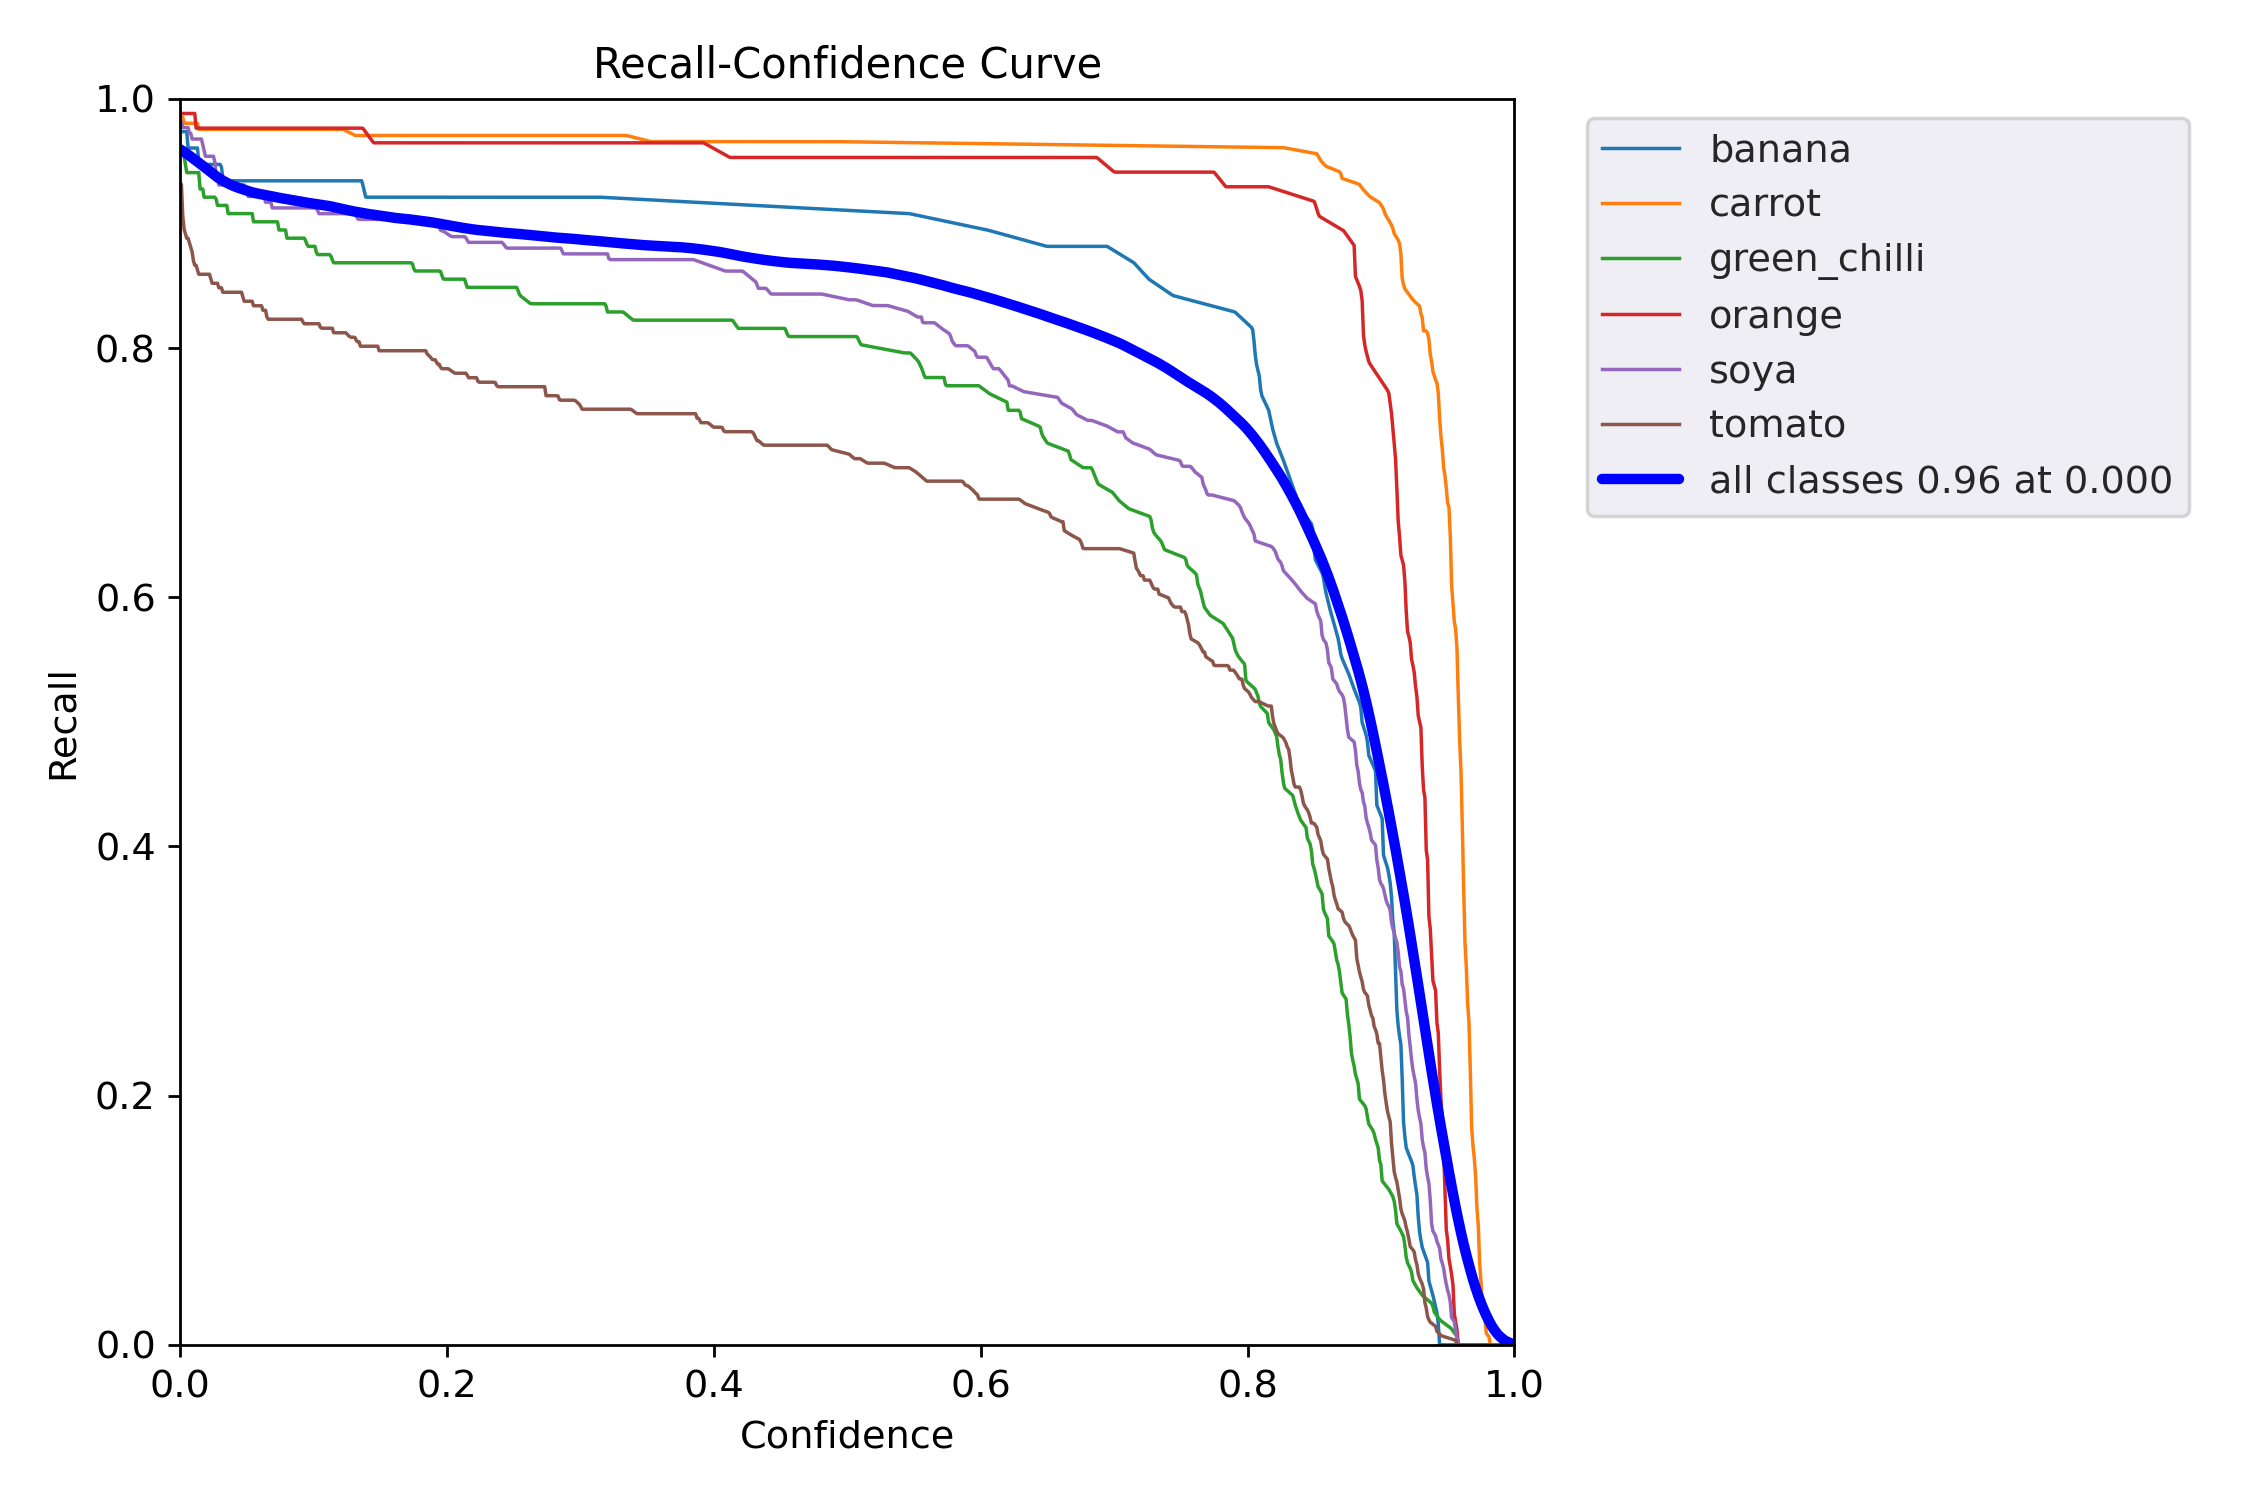 Recall-Confidence Curve
1.0
0.8
0.6
0.4
0.2
0.0
Recall
0.0 0.2 0.4 0.6 0.8 1.0
Confidence
banana
carrot
green_chilli
orange
soya
tomato
all classes 0.96 at 0.000